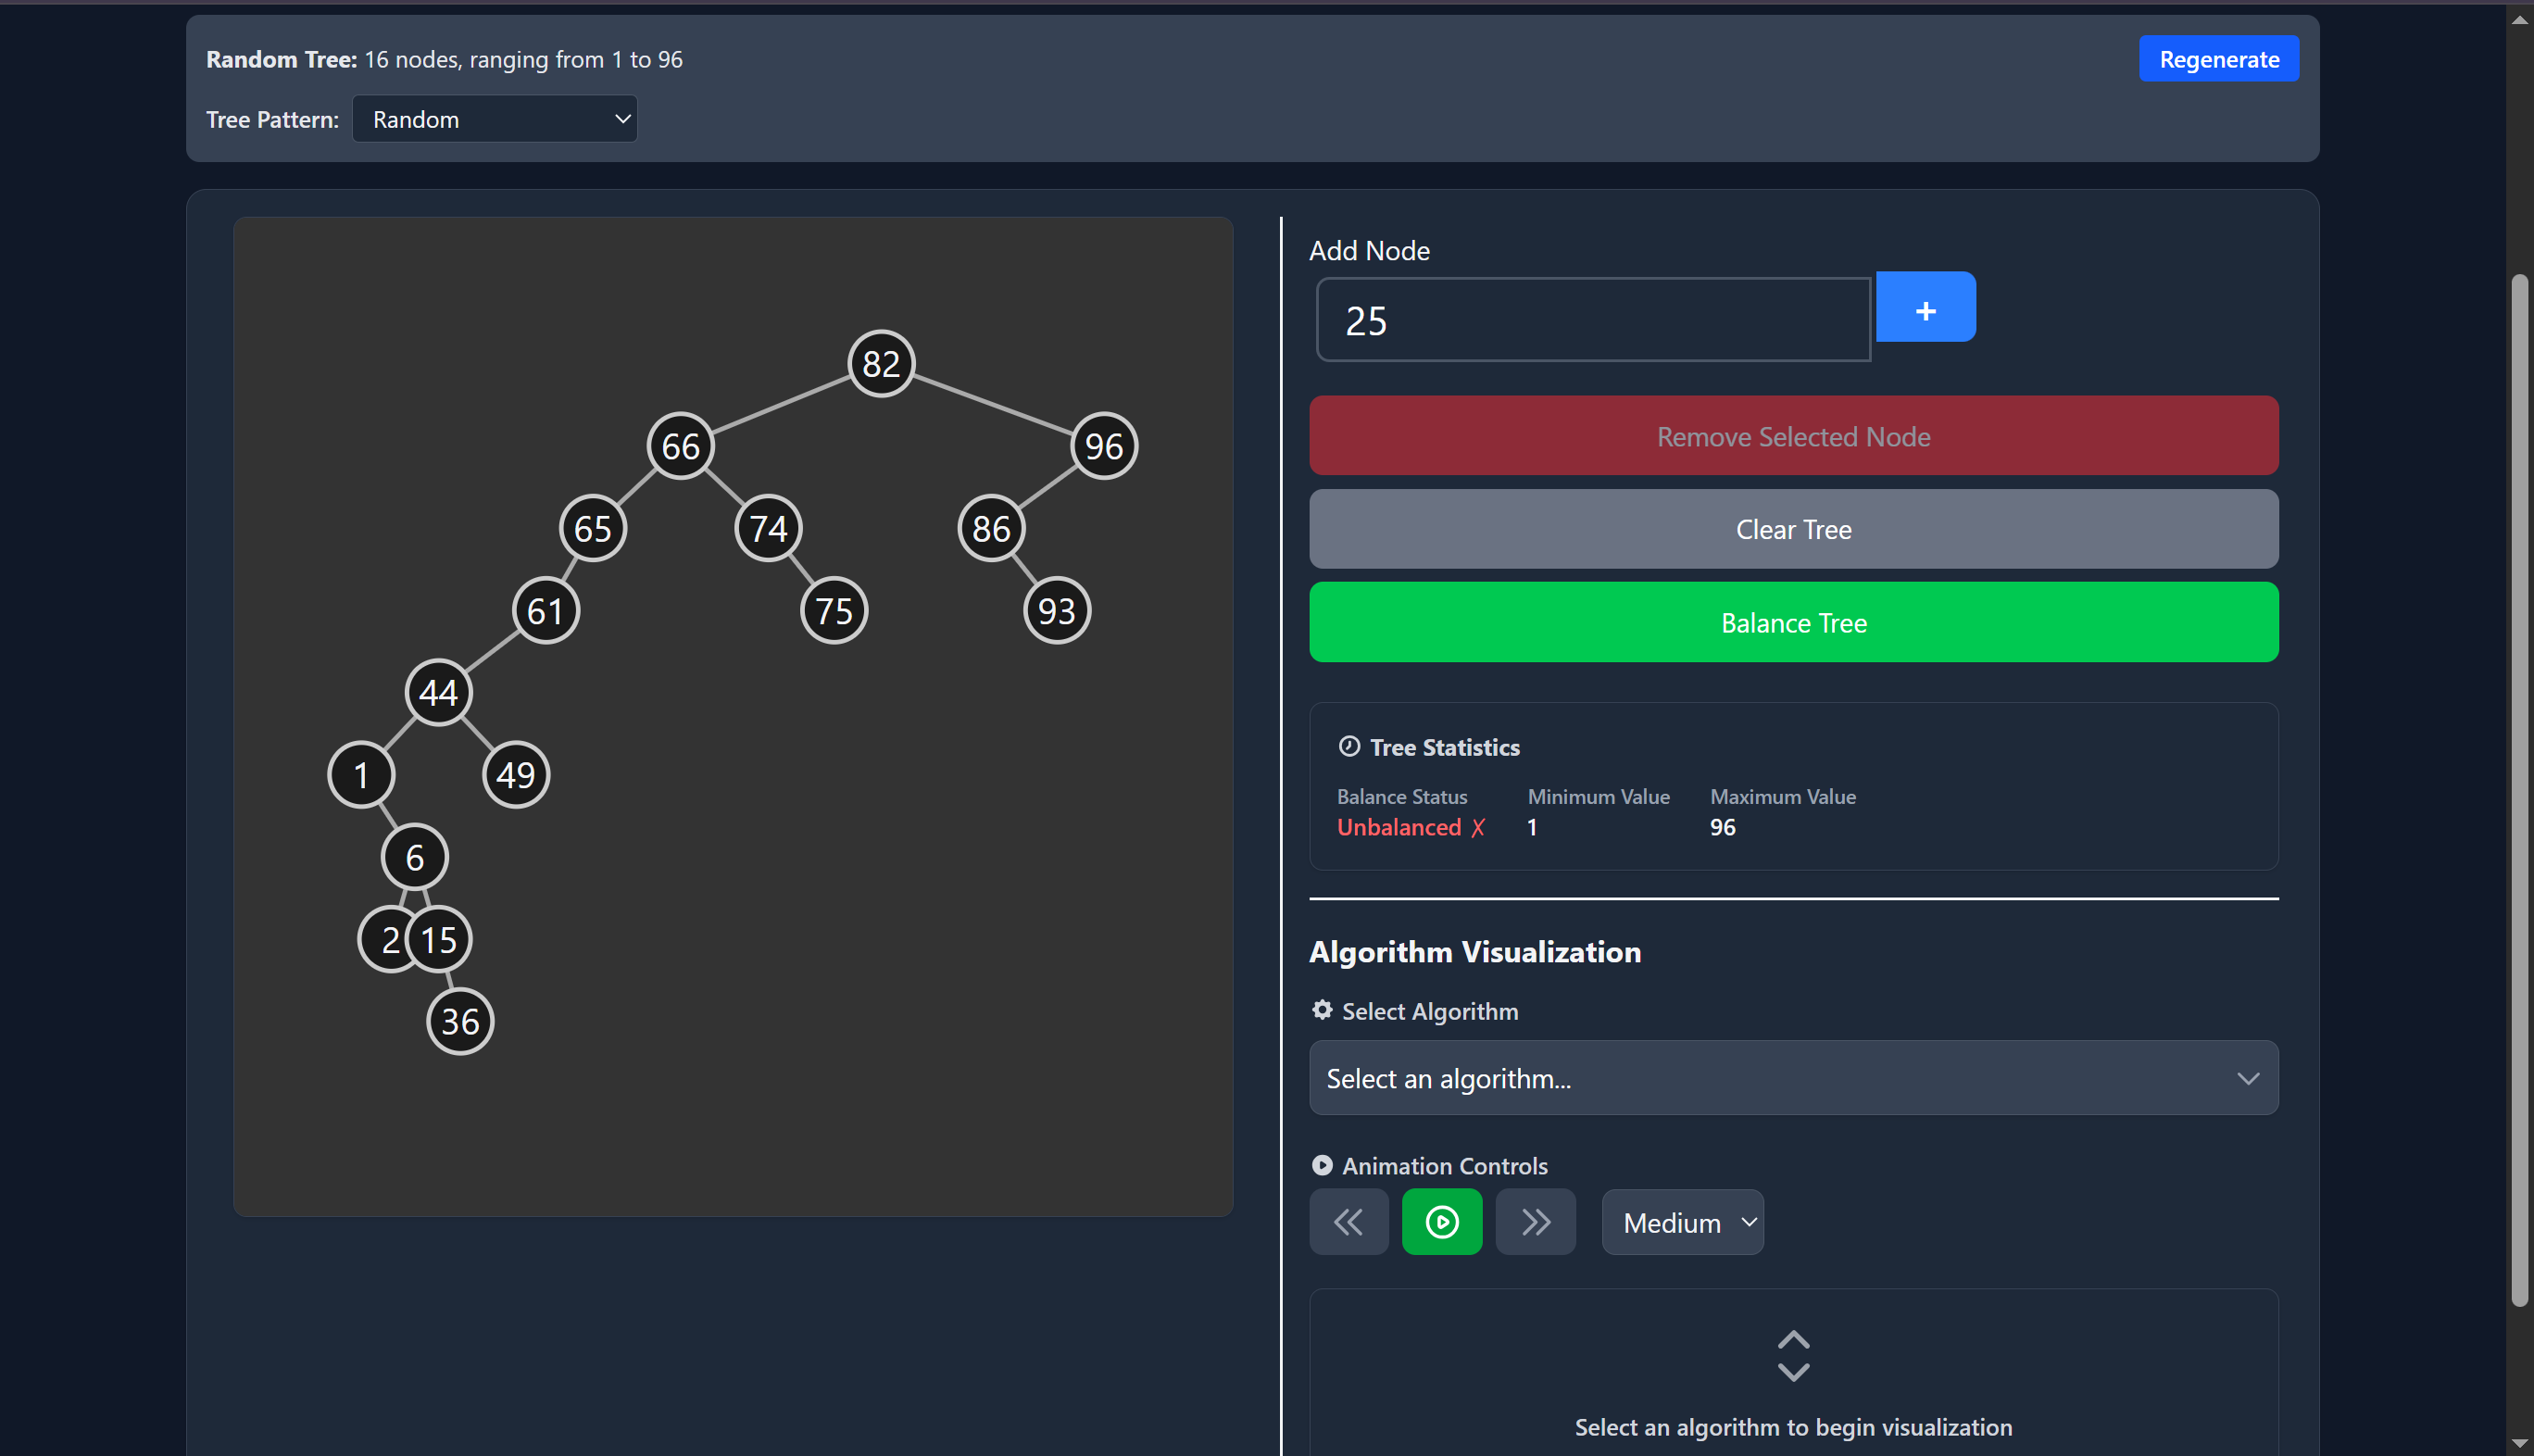 Random Tree: 16 nodes, ranging from 1 to 96
Regenerate
Tree Pattern: Random
82
66
96
65
74
86
61
75
93
44
1
49
6
2
15
36
Add Node
25
+
Remove Selected Node
Clear Tree
Balance Tree
Tree Statistics
Balance Status Minimum Value Maximum Value
Unbalanced ✗ 1 96
Algorithm Visualization
Select Algorithm
Select an algorithm...
Animation Controls
Medium
Select an algorithm to begin visualization